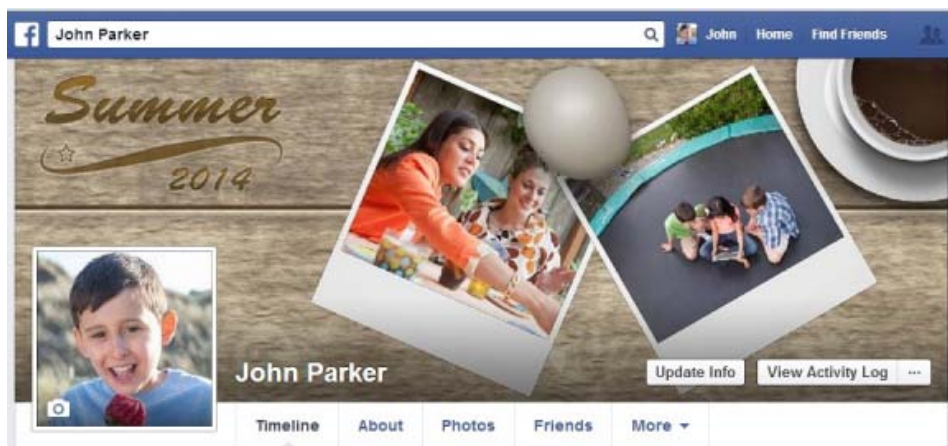 f John Parker John Home Find Friends
Summer
2014
John Parker Update Info View Activity Log ...
Timeline About Photos Friends More